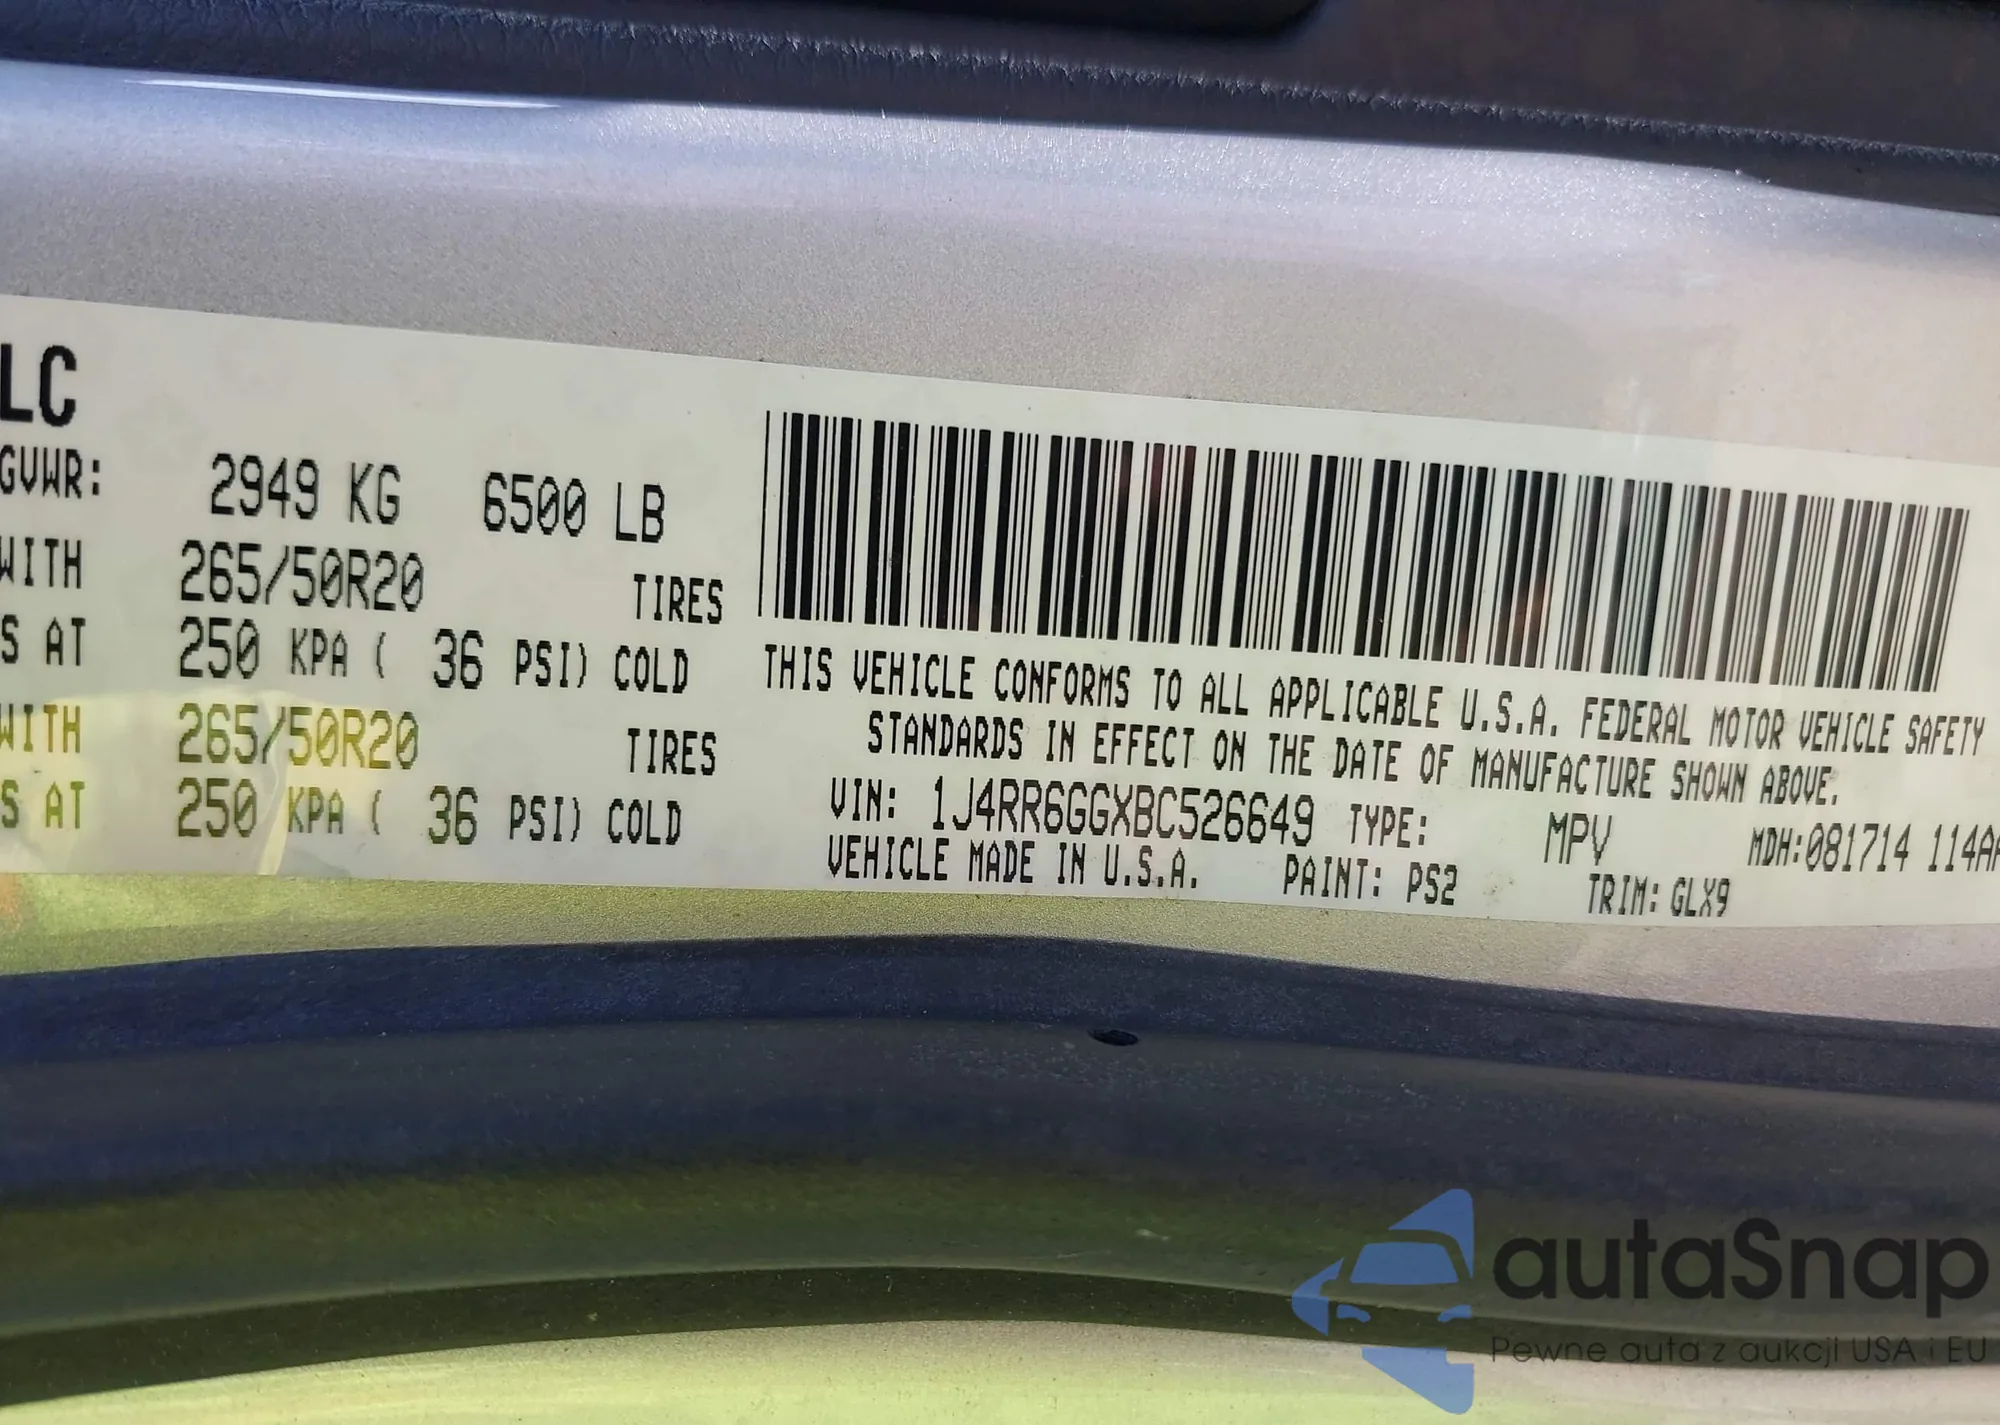 LC
GVWR: 2949 KG 6500 LB
WITH 265/50R20 TIRES
S AT 250 KPA ( 36 PSI) COLD
WITH 265/50R20 TIRES
S AT 250 KPA ( 36 PSI) COLD
THIS VEHICLE CONFORMS TO ALL APPLICABLE U.S.A. FEDERAL MOTOR VEHICLE SAFETY
STANDARDS IN EFFECT ON THE DATE OF MANUFACTURE SHOWN ABOVE.
VIN: 1J4RR6GGXBC526649 TYPE: MPV MDH:081714 114AA
VEHICLE MADE IN U.S.A. PAINT: PS2 TRIM: GLX9
autaSnap
Pewne auta z aukcji USA i EU